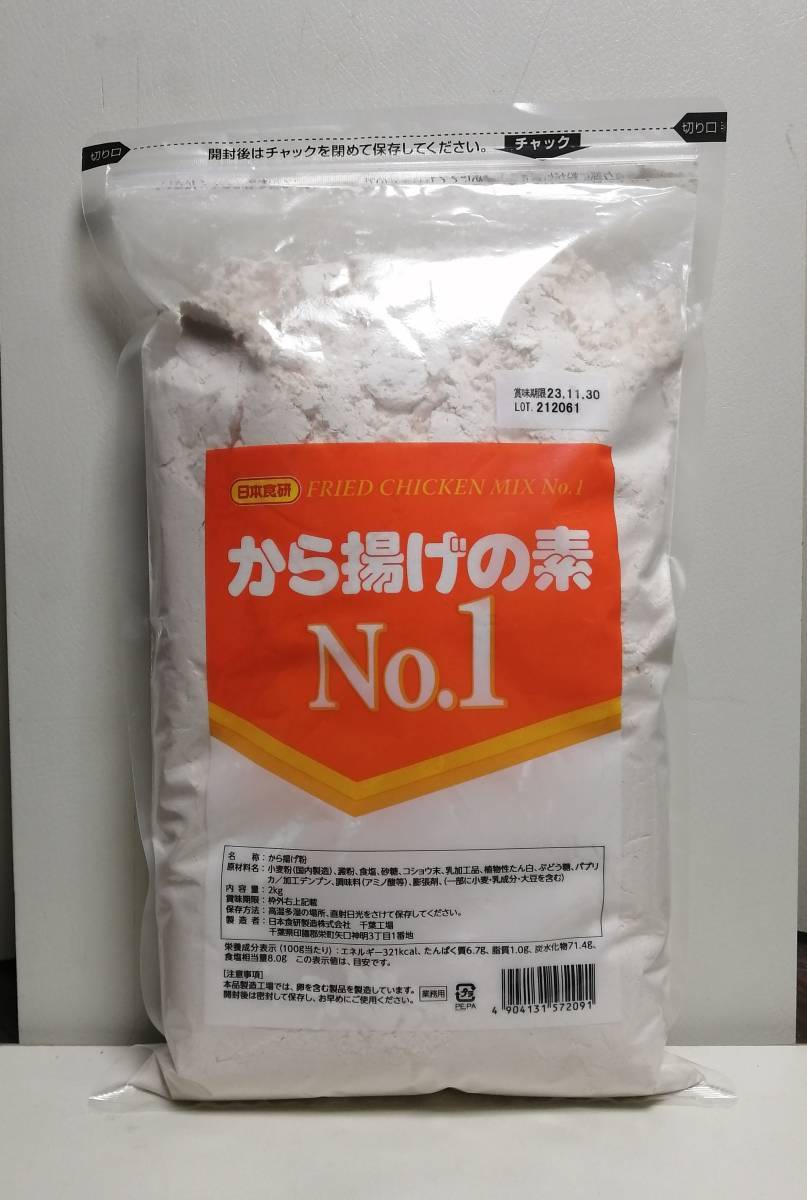 切り口
開封後はチャックを閉めて保存してください。
チャック
切り口
賞味期限23.11.30
LOT. 212061
日本食研 FRIED CHICKEN MIX No.1
から揚げの素
No.1
名 称：から揚げ粉
原材料名：小麦粉(国内製造)、澱粉、食塩、砂糖、コショウ末、乳加工品、植物性たん白、ぶどう糖、パプリ
カ／加工デンプン、調味料(アミノ酸等)、膨張剤、(一部に小麦・乳成分・大豆を含む)
内 容 量：2kg
賞味期限：枠外右上記載
保存方法：高温多湿の場所、直射日光をさけて保存してください。
製 造 者：日本食研製造株式会社 千葉工場
千葉県印旛郡栄町矢口神明3丁目1番地
栄養成分表示(100g当たり)：エネルギー321kcal、たんぱく質6.7g、脂質1.0g、炭水化物71.4g、
食塩相当量8.0g この表示値は、目安です。
[注意事項]
本品製造工場では、卵を含む製品を製造しています。
開封後は密封して保存し、お早めにご使用ください。
業務用
プラ
PE,PA
4 904131 572091